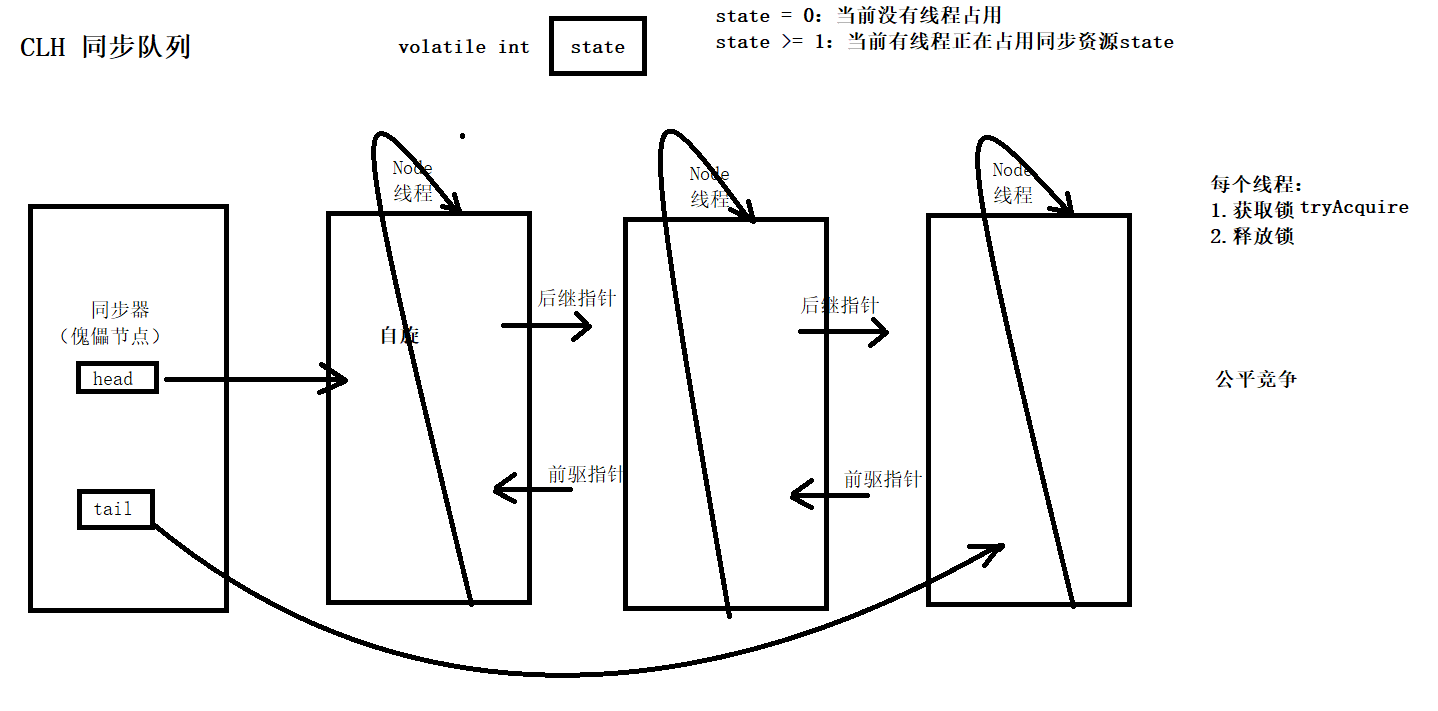 CLH 同步队列
volatile int
state
state = 0：当前没有线程占用
state >= 1：当前有线程正在占用同步资源state
Node
线程
Node
线程
Node
线程
每个线程：
1.获取锁 tryAcquire
2.释放锁
同步器
（傀儡节点）
head
tail
自旋
后继指针
后继指针
前驱指针
前驱指针
公平竞争